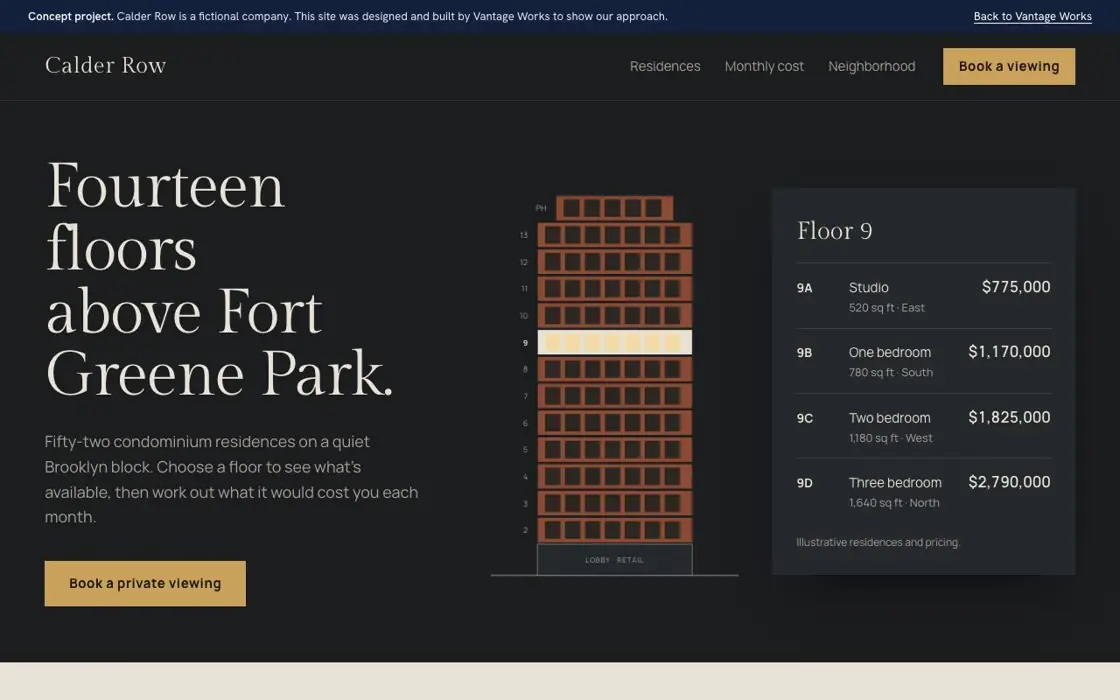 Concept project. Calder Row is a fictional company. This site was designed and built by Vantage Works to show our approach.
Back to Vantage Works
Calder Row
Residences
Monthly cost
Neighborhood
Book a viewing
Fourteen
floors
above Fort
Greene Park.
Fifty-two condominium residences on a quiet
Brooklyn block. Choose a floor to see what's
available, then work out what it would cost you each
month.
Book a private viewing
PH
13
12
11
10
9
8
7
6
5
4
3
2
LOBBY · RETAIL
Floor 9
9A Studio $775,000
520 sq ft · East
9B One bedroom $1,170,000
780 sq ft · South
9C Two bedroom $1,825,000
1,180 sq ft · West
9D Three bedroom $2,790,000
1,640 sq ft · North
Illustrative residences and pricing.